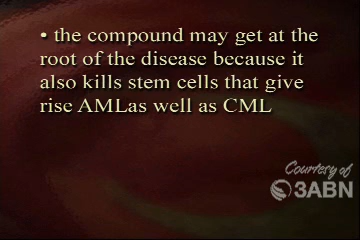 • the compound may get at the
root of the disease because it
also kills stem cells that give
rise AMLas well as CML
Courtesy of
3ABN